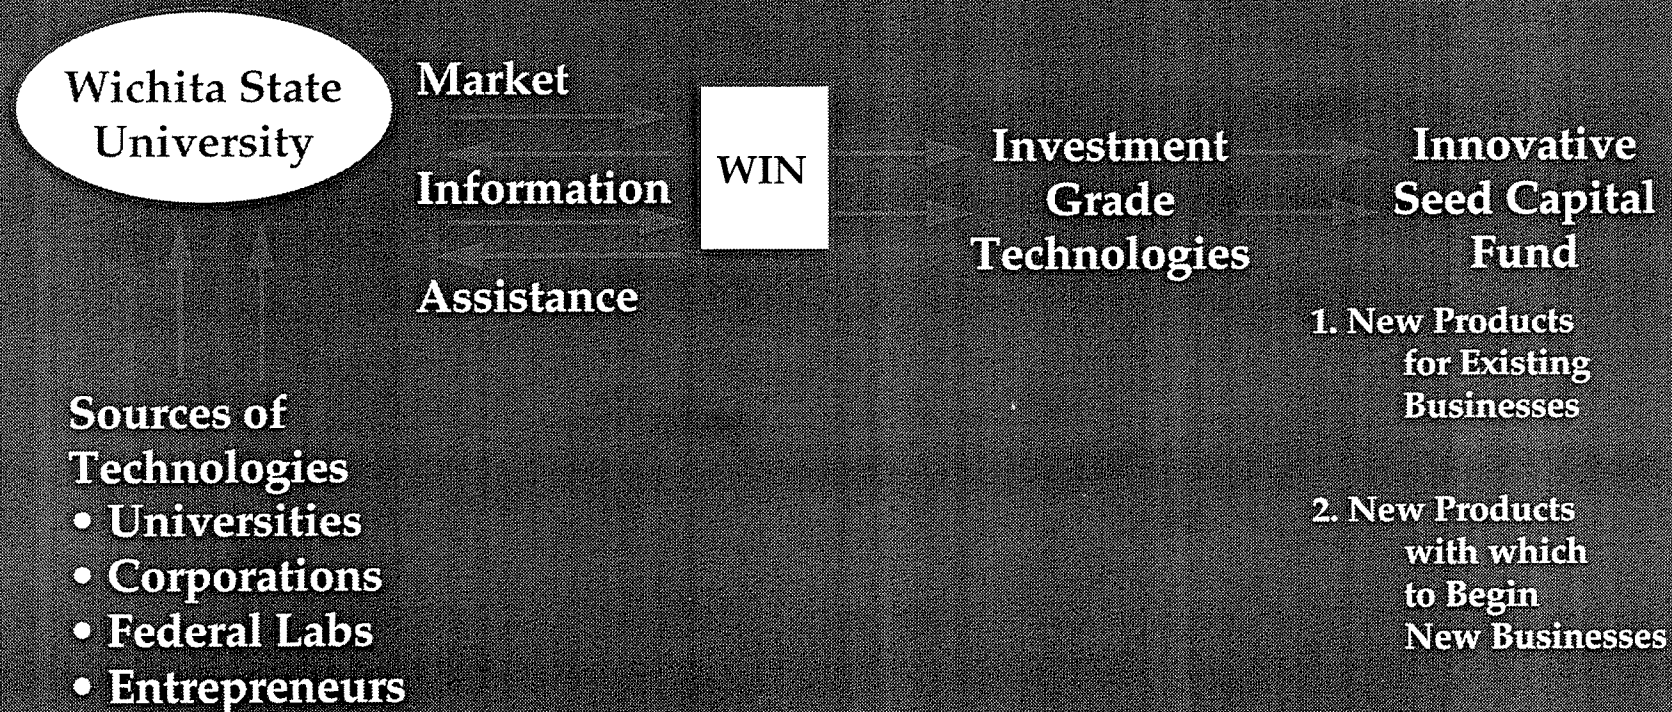 Wichita State
University
Market
Information
Assistance
WIN
Investment
Grade
Technologies
Innovative
Seed Capital
Fund
1. New Products
for Existing
Businesses
2. New Products
with which
to Begin
New Businesses
Sources of
Technologies
• Universities
• Corporations
• Federal Labs
• Entrepreneurs